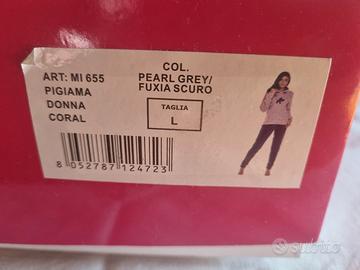 ART: MI 655
PIGIAMA
DONNA
CORAL
COL.
PEARL GREY/
FUXIA SCURO
TAGLIA
L
8 052787 124723
subito